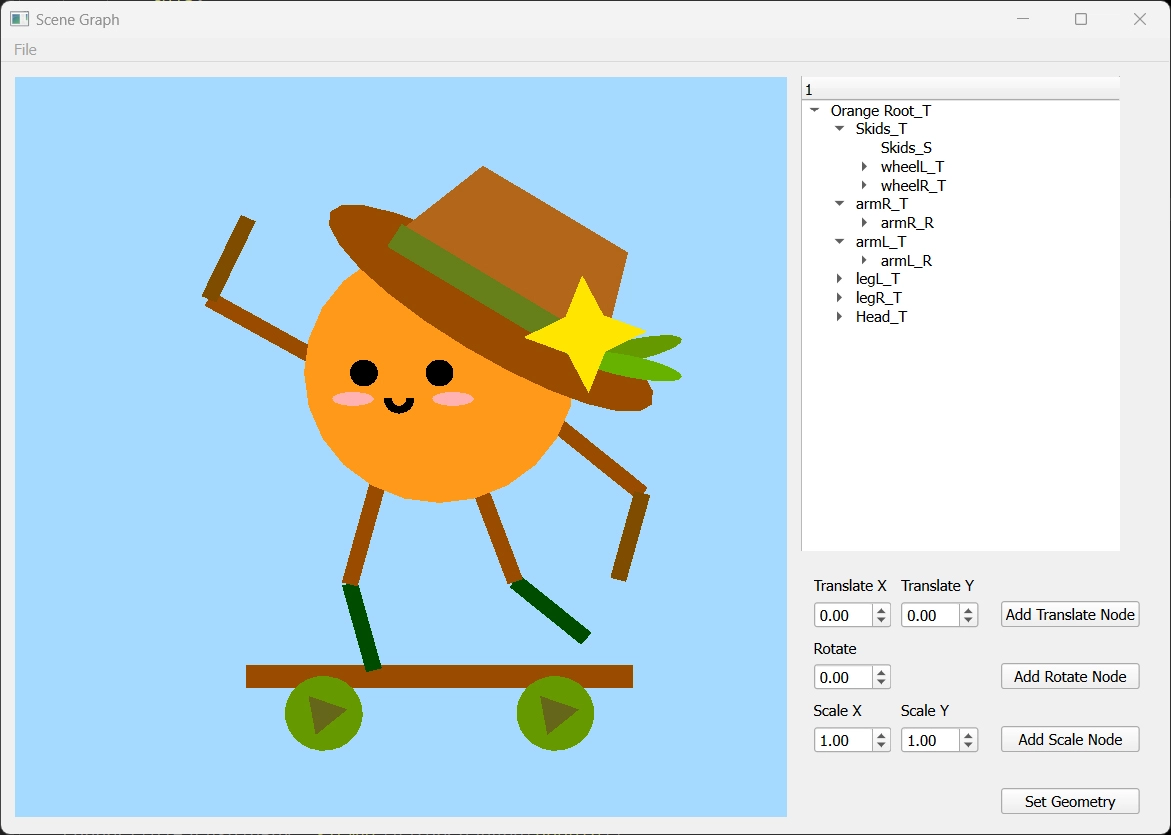 Scene Graph
File
1
Orange Root_T
Skids_T
Skids_S
wheelL_T
wheelR_T
armR_T
armR_R
armL_T
armL_R
legL_T
legR_T
Head_T
Translate X Translate Y
0.00 0.00 Add Translate Node
Rotate
0.00 Add Rotate Node
Scale X Scale Y
1.00 1.00 Add Scale Node
Set Geometry